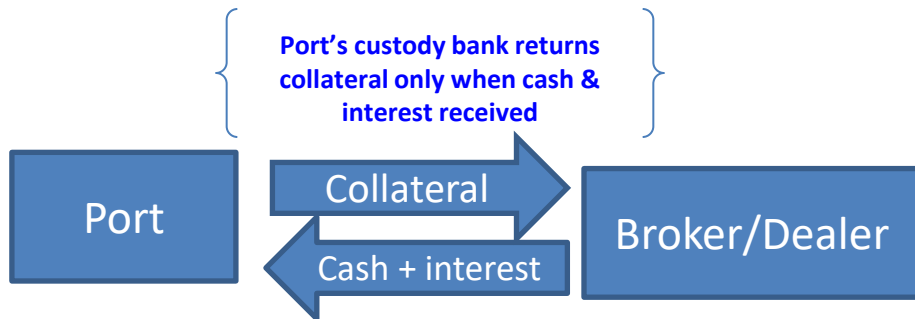 Port’s custody bank returns
collateral only when cash &
interest received
Port
Collateral
Cash + interest
Broker/Dealer